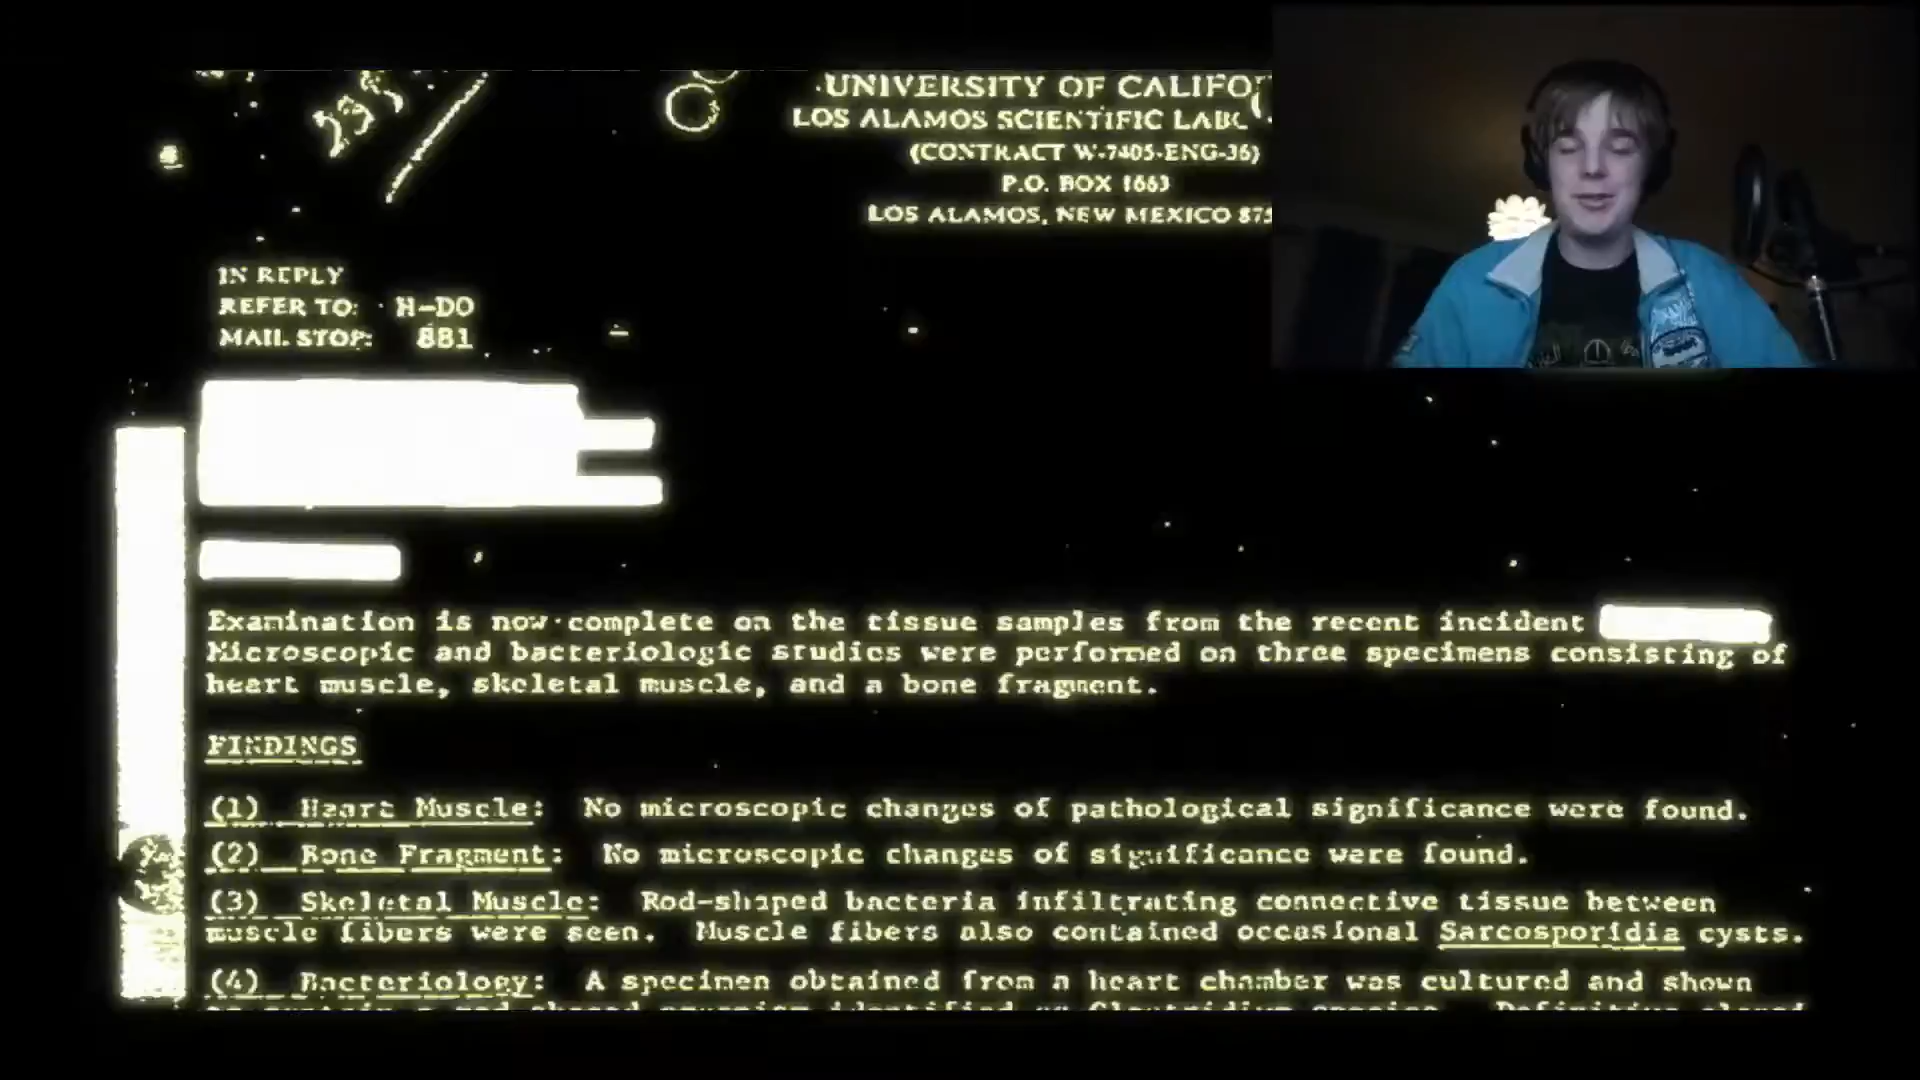 UNIVERSITY OF CALIFO
LOS ALAMOS SCIENTIFIC LABO
(CONTRACT W-7405-ENG-36)
P.O. BOX 1663
LOS ALAMOS, NEW MEXICO 875
IN REPLY
REFER TO: H-DO
MAIL STOP: 881
Examination is now complete on the tissue samples from the recent incident
Microscopic and bacteriologic studies were performed on three specimens consisting of
heart muscle, skeletal muscle, and a bone fragment.
FINDINGS
(1) Heart Muscle: No microscopic changes of pathological significance were found.
(2) Bone Fragment: No microscopic changes of significance were found.
(3) Skeletal Muscle: Rod-shaped bacteria infiltrating connective tissue between
muscle fibers were seen. Muscle fibers also contained occasional Sarcosporidia cysts.
(4) Bacteriology: A specimen obtained from a heart chamber was cultured and shown